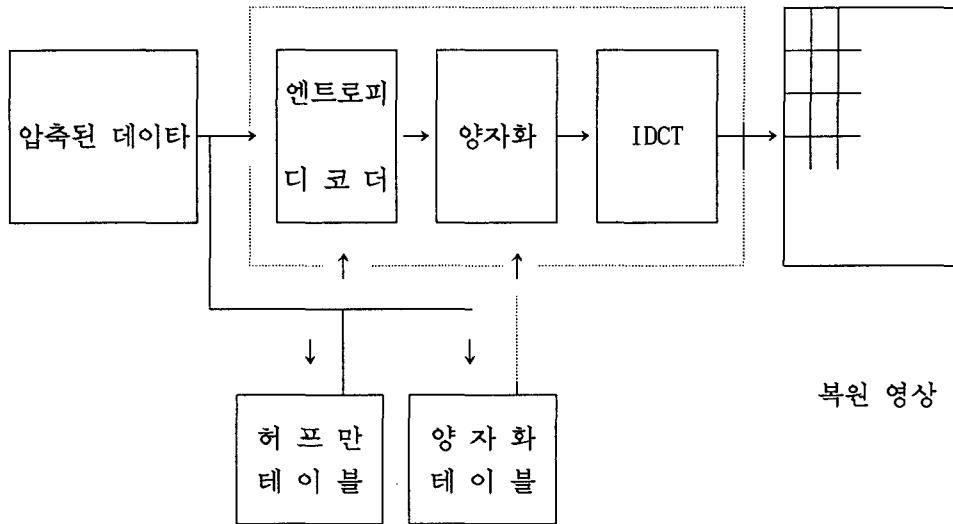 압축된 데이타
엔트로피
디 코 더
양자화
IDCT
허 프 만
테 이 블
양 자 화
테 이 블
복원 영상